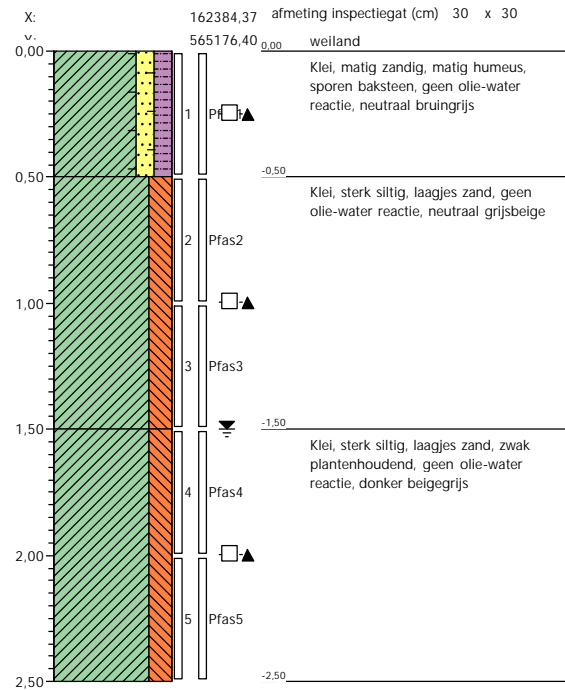 X: 162384,37 afmeting inspectiegat (cm) 30 x 30
565176,40
0,00 0,00 weiland
Klei, matig zandig, matig humeus,
sporen baksteen, geen olie-water
reactie, neutraal bruingrijs
1
0,50 -0,50
Klei, sterk siltig, laagjes zand, geen
olie-water reactie, neutraal grijsbeige
2 Pfas2
1,00
3 Pfas3
1,50 -1,50
Klei, sterk siltig, laagjes zand, zwak
plantenhoudend, geen olie-water
reactie, donker beigegrijs
4 Pfas4
2,00
5 Pfas5
2,50 -2,50